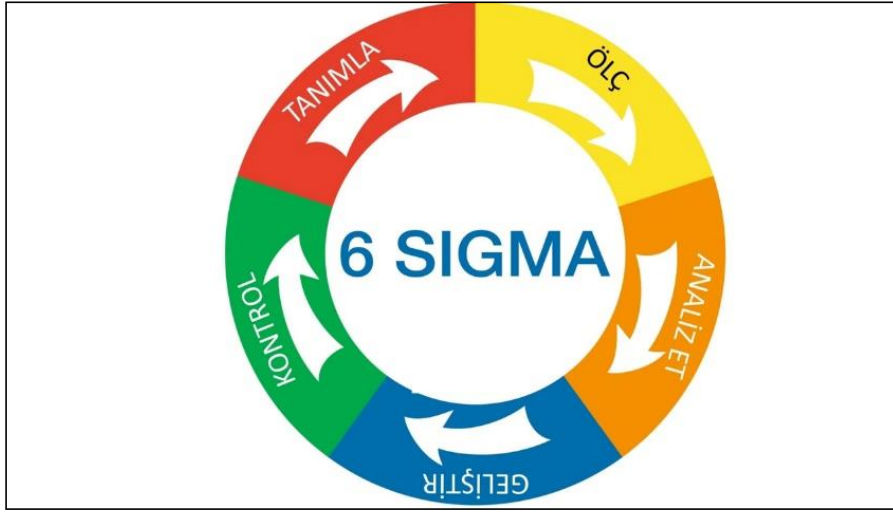 TANIMLA
ÖLÇ
ANALİZ ET
GELİŞTİR
KONTROL
6 SIGMA